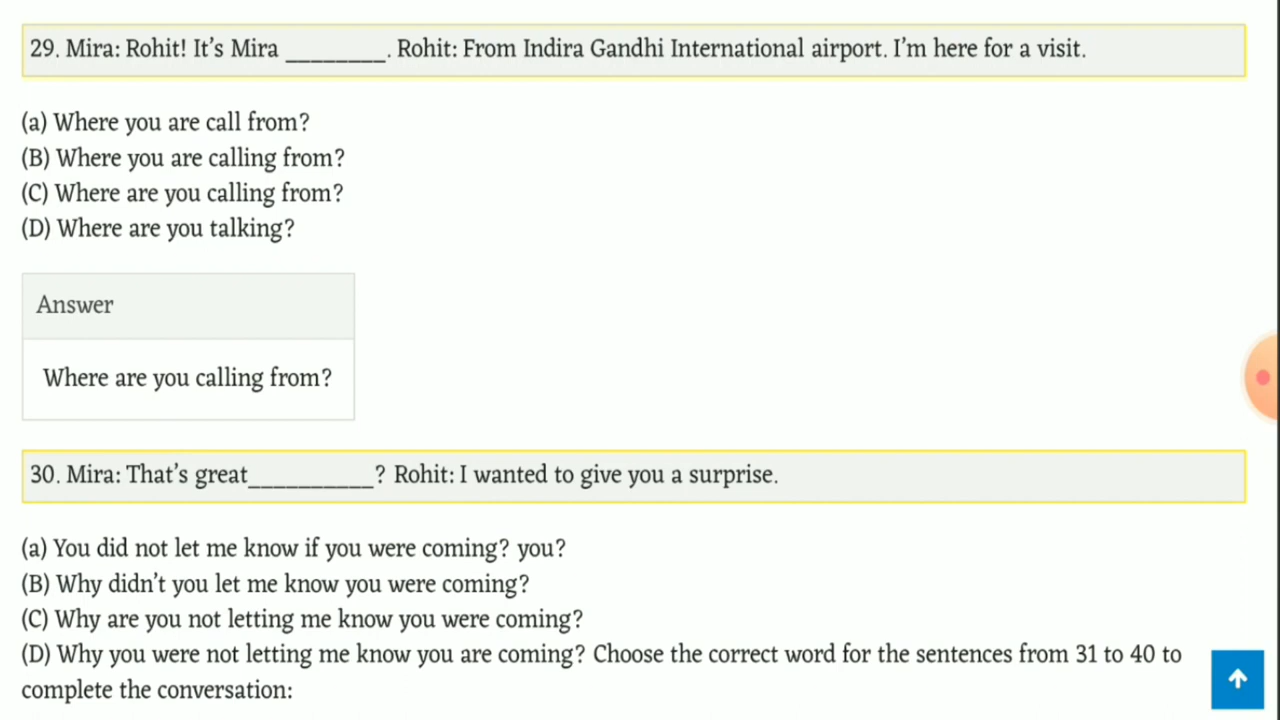 29. Mira: Rohit! It’s Mira ________. Rohit: From Indira Gandhi International airport. I’m here for a visit.
(a) Where you are call from?
(B) Where you are calling from?
(C) Where are you calling from?
(D) Where are you talking?
Answer
Where are you calling from?
30. Mira: That’s great__________? Rohit: I wanted to give you a surprise.
(a) You did not let me know if you were coming? you?
(B) Why didn’t you let me know you were coming?
(C) Why are you not letting me know you were coming?
(D) Why you were not letting me know you are coming? Choose the correct word for the sentences from 31 to 40 to
complete the conversation: